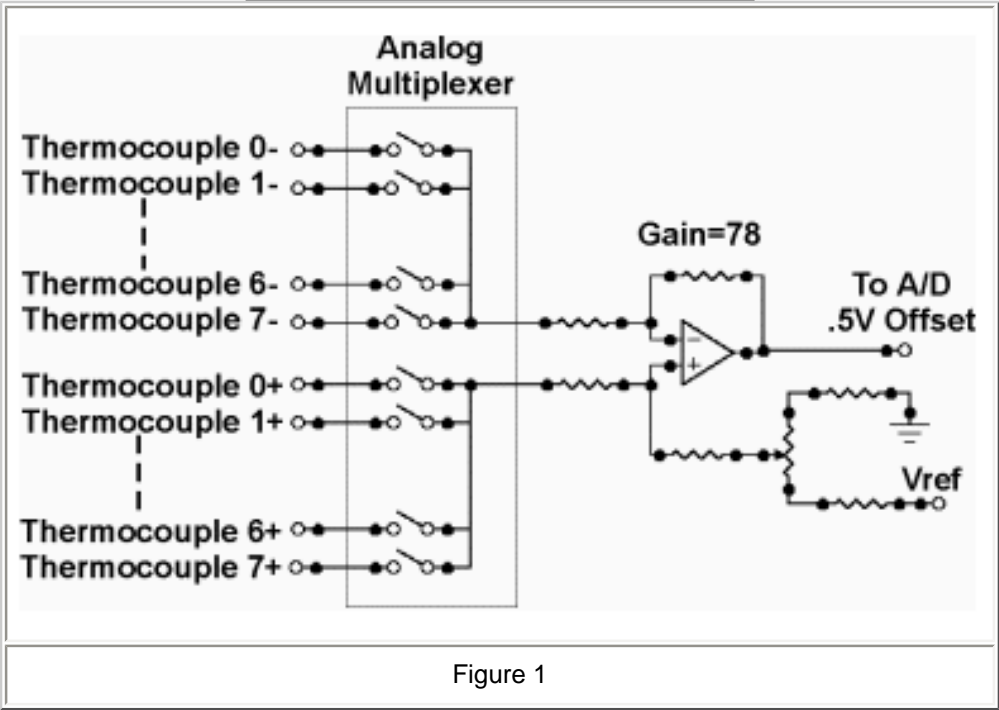 Analog
Multiplexer
Thermocouple 0-
Thermocouple 1-
Thermocouple 6-
Thermocouple 7-
Thermocouple 0+
Thermocouple 1+
Thermocouple 6+
Thermocouple 7+
Gain=78
−
+
To A/D
.5V Offset
Vref
Figure 1